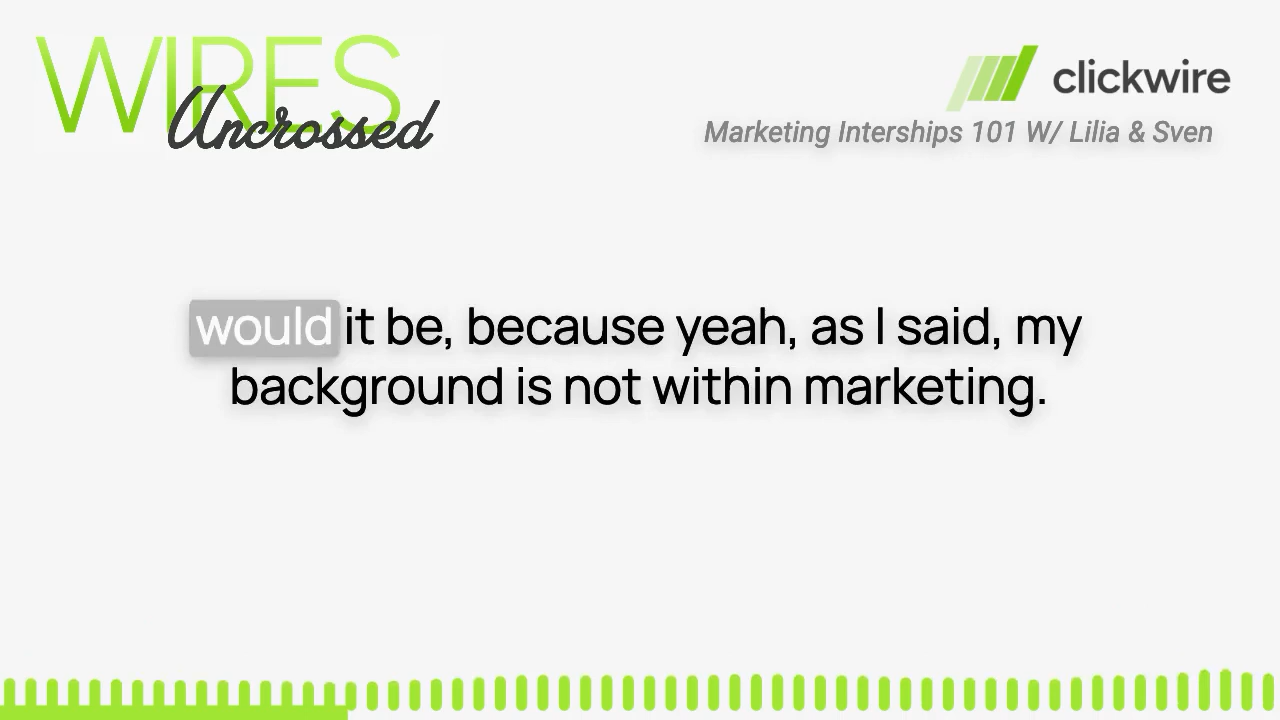 WIRES
Uncrossed
clickwire
Marketing Interships 101 W/ Lilia & Sven
would it be, because yeah, as I said, my
background is not within marketing.